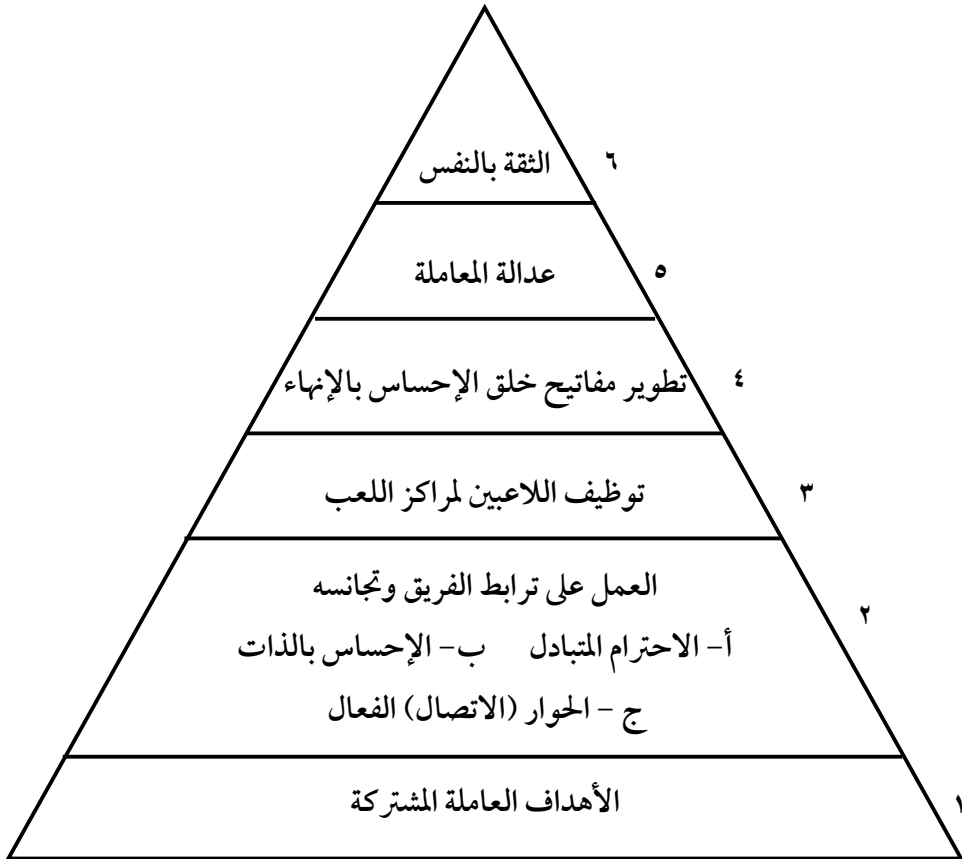 الثقة بالنفس ٦
عدالة المعاملة ٥
تطوير مفاتيح خلق الإحساس بالإنهاء ٤
توظيف اللاعبين لمراكز اللعب ٣
العمل على ترابط الفريق وتجانسه
٢
أ- الاحترام المتبادل ب- الإحساس بالذات
ج - الحوار (الاتصال) الفعال
الأهداف العاملة المشتركة ١